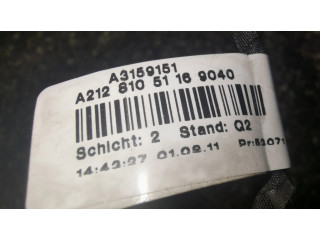 A3159151
A212 810 51 16 9040
Schicht: 2 Stand: Q2
14:43:27 01.08.11